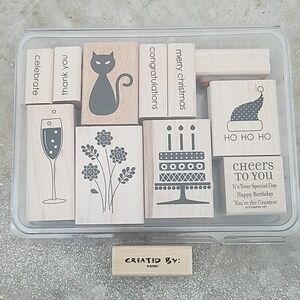 celebrate
thank you
congratulations
merry christmas
HO HO HO
CHEERS
TO YOU
It's Your Special Day
Happy Birthday
You're the Greatest
CREATED BY: